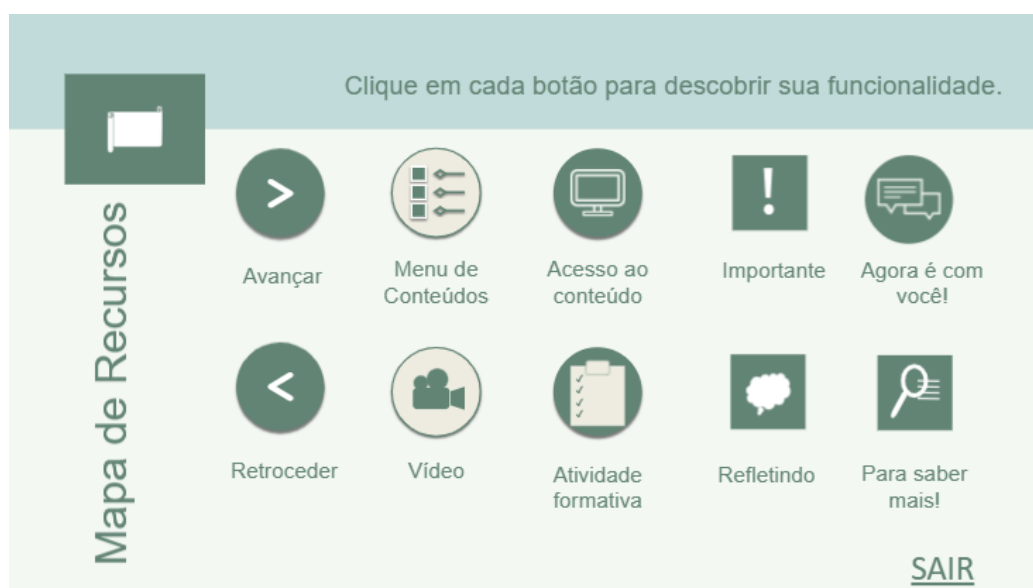 Clique em cada botão para descobrir sua funcionalidade.
Mapa de Recursos
>
!
Avançar
Menu de
Conteúdos
Acesso ao
conteúdo
Importante
Agora é com
você!
<
Retroceder
Vídeo
Atividade
formativa
Refletindo
Para saber
mais!
SAIR